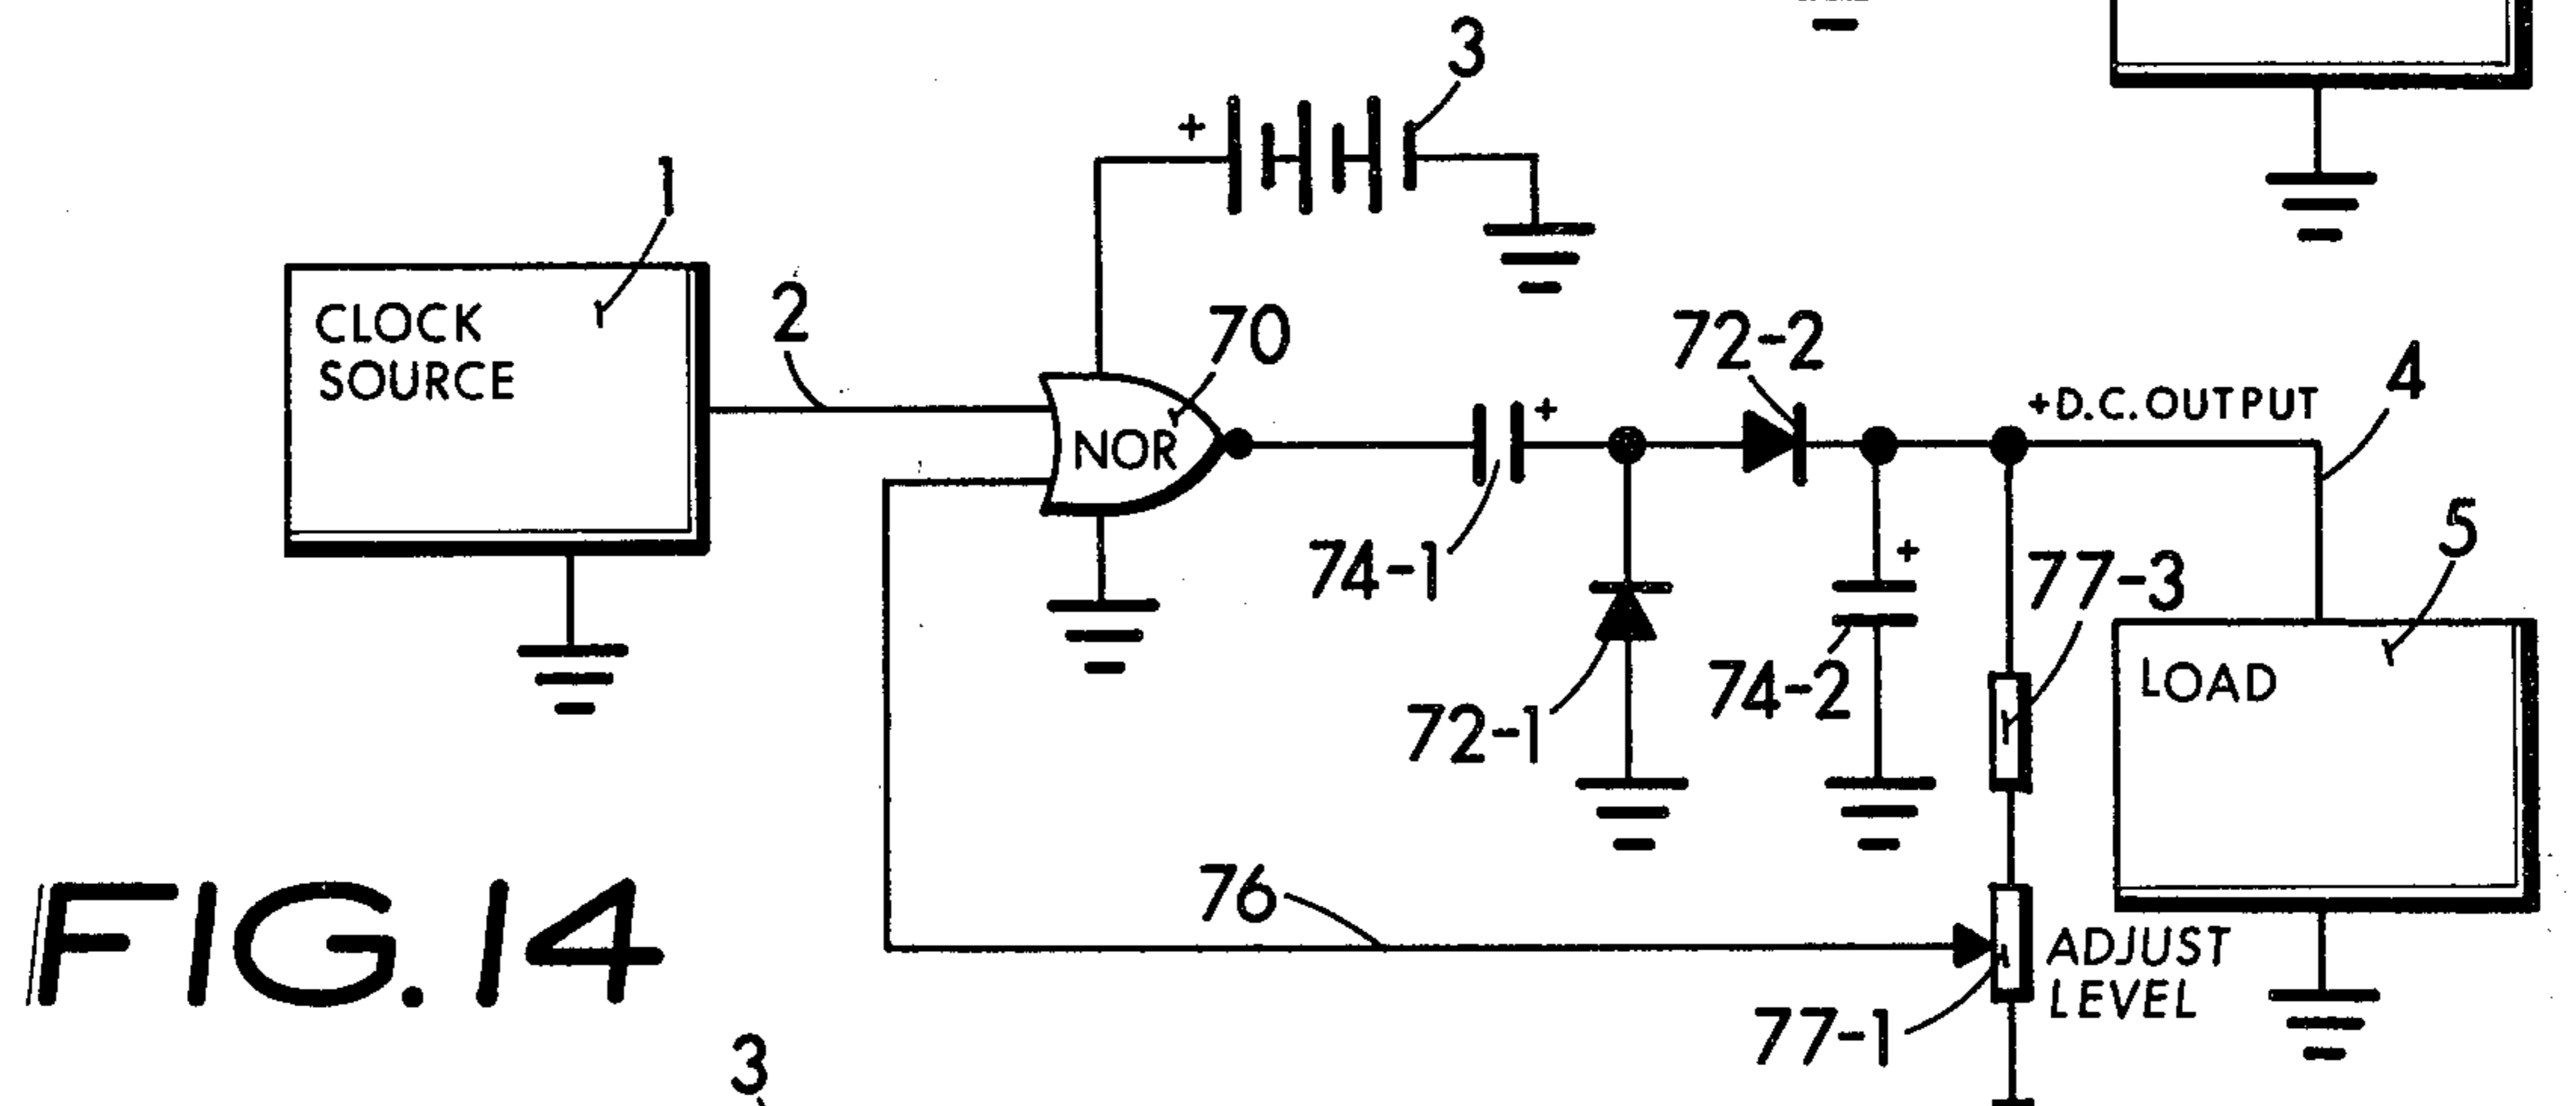 3
1
CLOCK
SOURCE
2
+
70
NOR
74-1
+
72-2
72-1
+
74-2
+D.C. OUTPUT
4
77-3
5
LOAD
76
77-1
ADJUST
LEVEL
FIG. 14
3